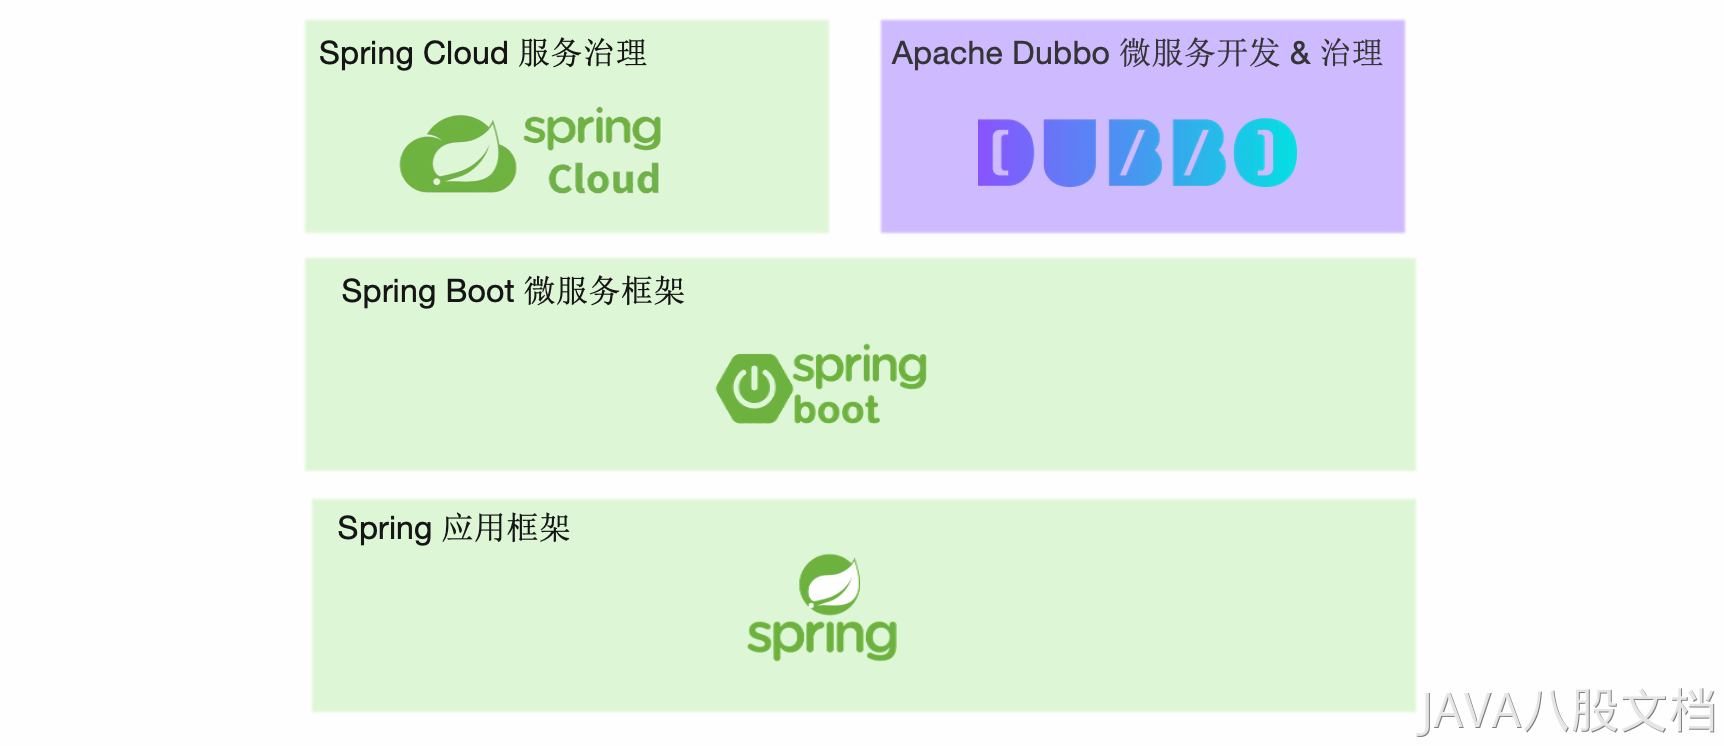 Spring Cloud 服务治理
spring
Cloud
Apache Dubbo 微服务开发 & 治理
DUBBO
Spring Boot 微服务框架
spring
boot
Spring 应用框架
spring
JAVA八股文档